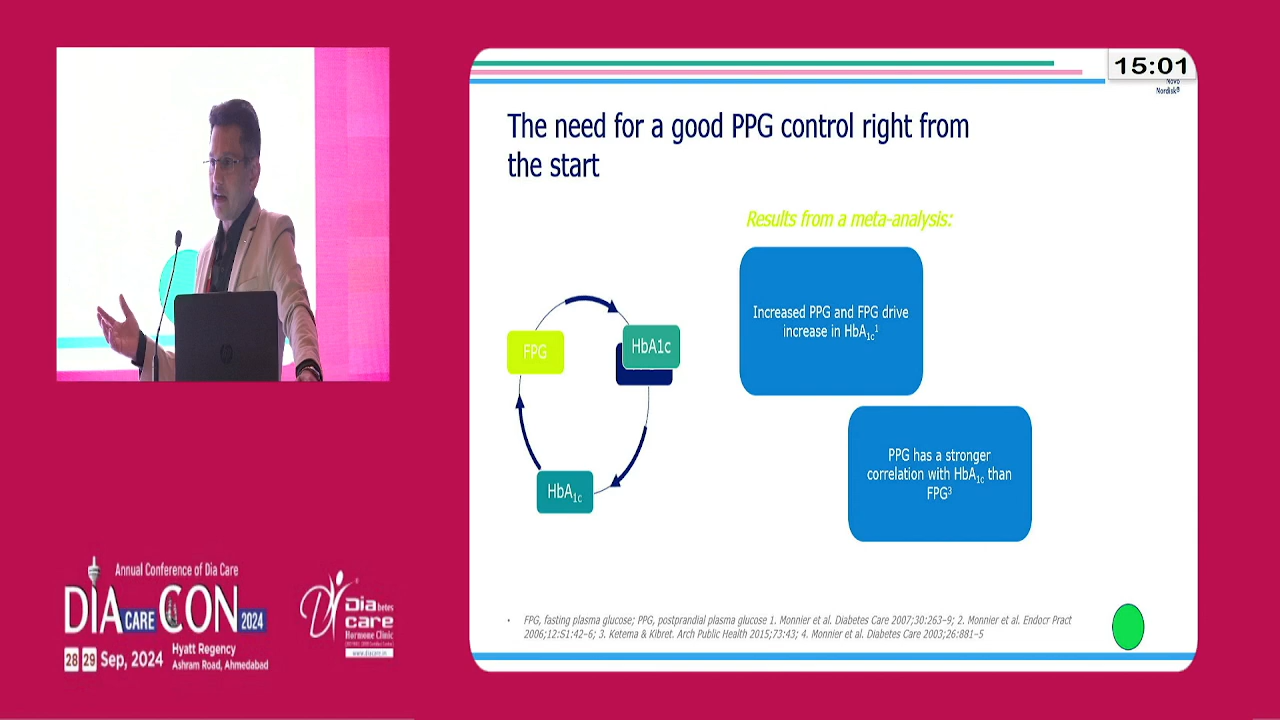 15:01
Novo
Nordisk®
The need for a good PPG control right from
the start
Results from a meta-analysis:
Increased PPG and FPG drive
increase in HbA1c1
FPG
HbA1c
HbA1c
PPG has a stronger
correlation with HbA1c than
FPG3
• FPG, fasting plasma glucose; PPG, postprandial plasma glucose 1. Monnier et al. Diabetes Care 2007;30:263–9; 2. Monnier et al. Endocr Pract
2006;12:S1:42–6; 3. Ketema & Kibret. Arch Public Health 2015;73:43; 4. Monnier et al. Diabetes Care 2003;26:881–5
Annual Conference of Dia Care
DIA CARE CON 2024
28 29 Sep, 2024
Hyatt Regency
Ashram Road, Ahmedabad
Diabetes
care
Hormone Clinic
www.diacare.in